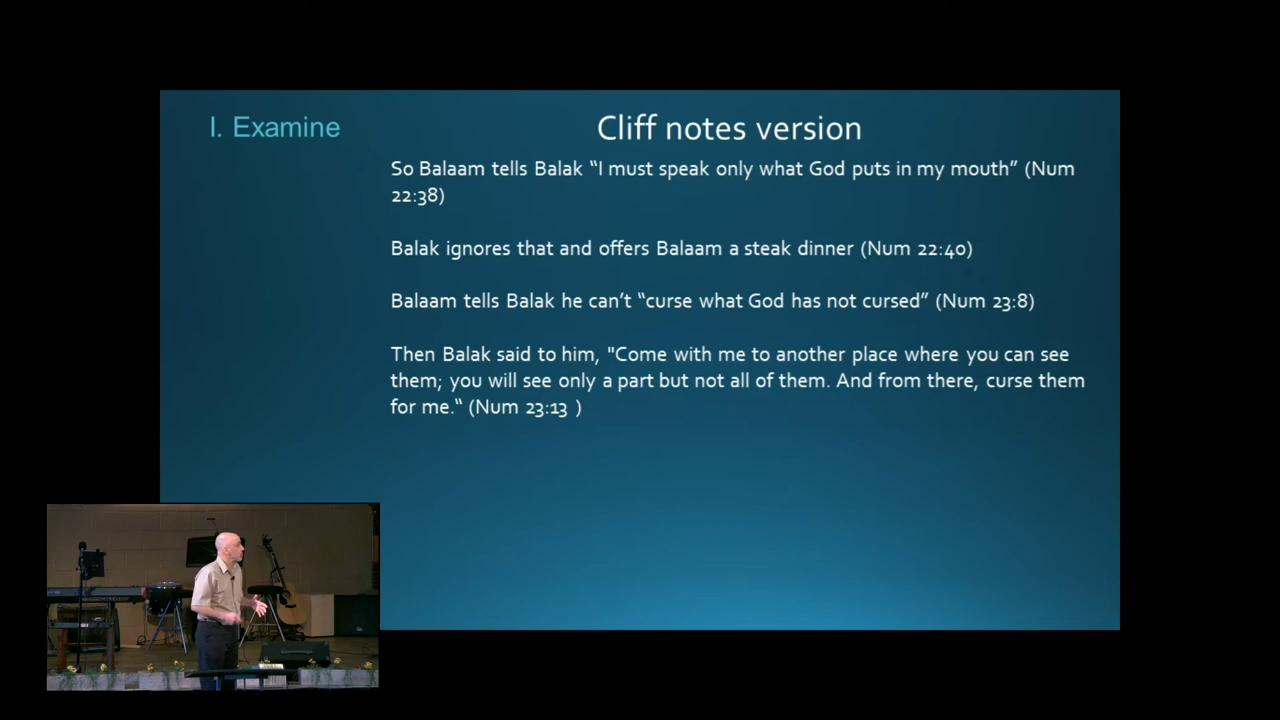 I. Examine
Cliff notes version
So Balaam tells Balak “I must speak only what God puts in my mouth” (Num
22:38)
Balak ignores that and offers Balaam a steak dinner (Num 22:40)
Balaam tells Balak he can’t “curse what God has not cursed” (Num 23:8)
Then Balak said to him, "Come with me to another place where you can see
them; you will see only a part but not all of them. And from there, curse them
for me.“ (Num 23:13 )